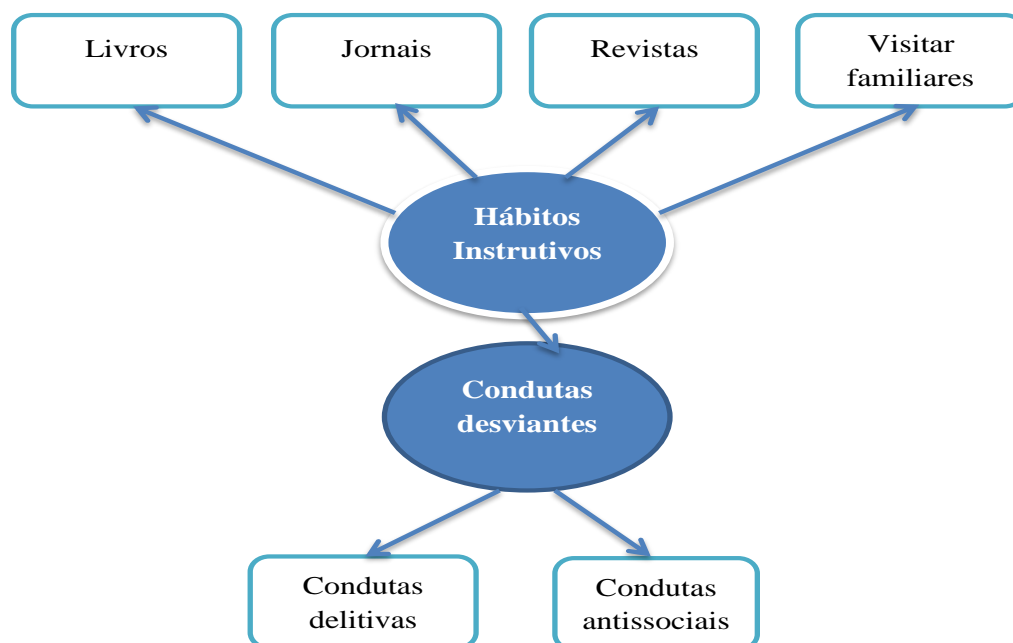 Livros
Jornais
Revistas
Visitar
familiares
Hábitos
Instrutivos
Condutas
desviantes
Condutas
delitivas
Condutas
antissociais